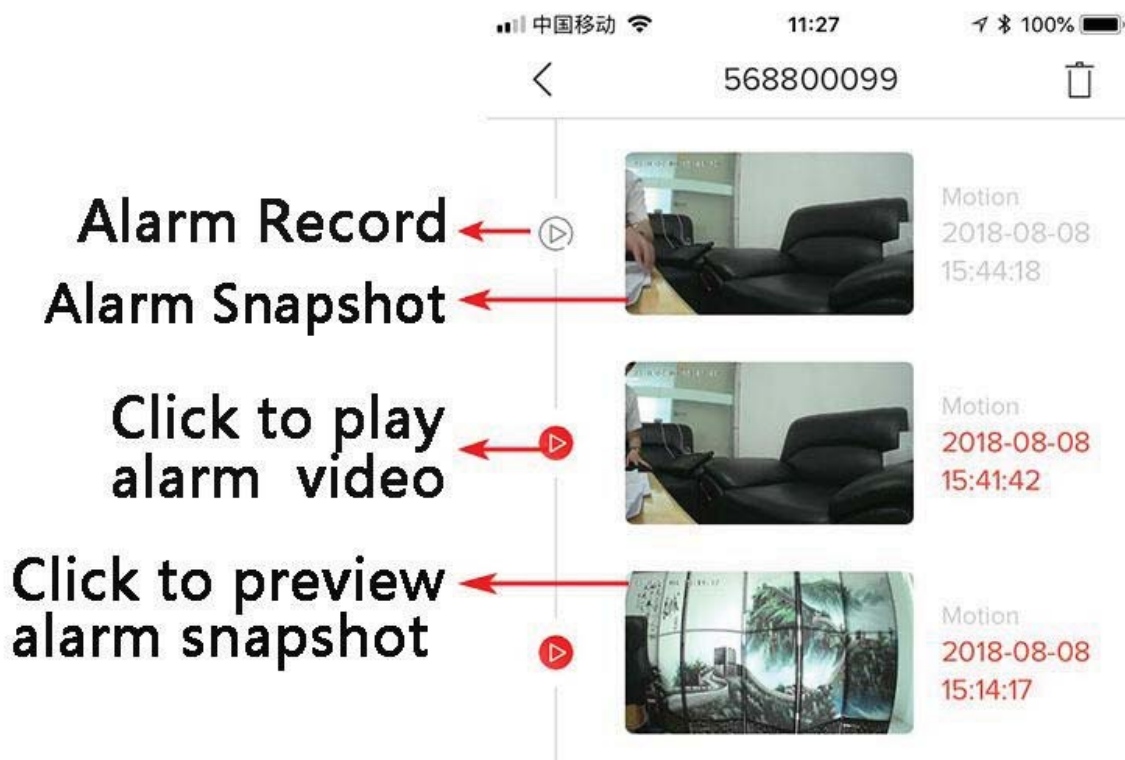 中国移动 11:27 100%
568800099
Alarm Record
Alarm Snapshot
Motion
2018-08-08
15:44:18
Click to play
alarm video
Motion
2018-08-08
15:41:42
Click to preview
alarm snapshot
Motion
2018-08-08
15:14:17